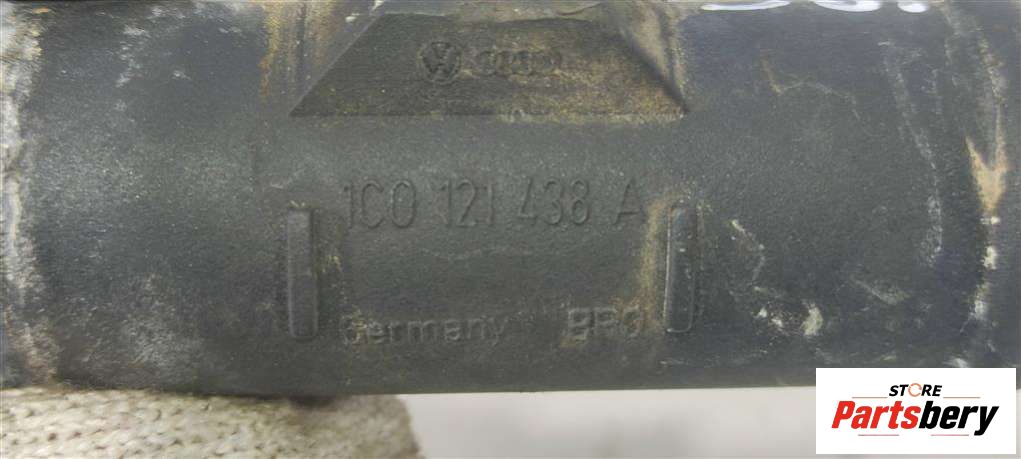 1C0 121 438 A
Germany
STORE
Partsbery